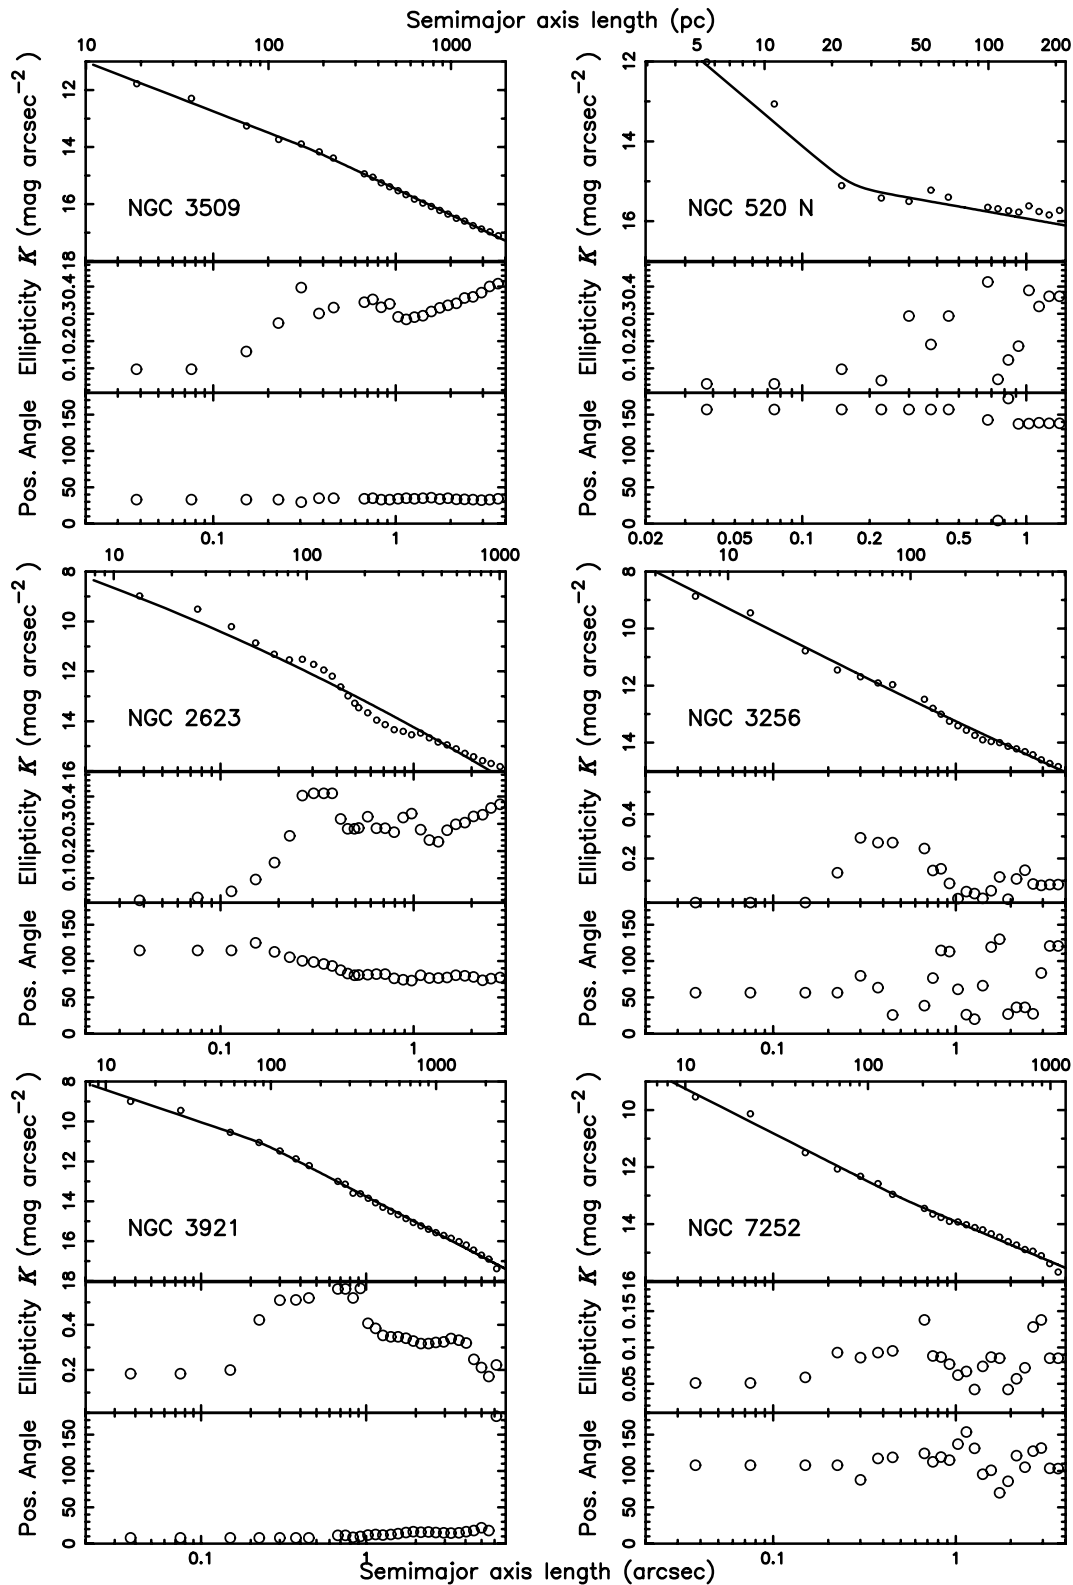 Semimajor axis length (pc)
10 100 1000
5 10 20 50 100 200
K (mag arcsec−2 )
12 14 16 18
NGC 3509
Ellipticity
0.1 0.2 0.3 0.4
Pos. Angle
0 50 100 150
0.1 1
K (mag arcsec−2 )
12 14 16
NGC 520 N
Ellipticity
0.1 0.2 0.3 0.4
Pos. Angle
0 50 100 150
0.02 0.05 0.1 0.2 0.5 1
10 100 1000
K (mag arcsec−2 )
8 10 12 14 16
NGC 2623
Ellipticity
0.1 0.2 0.3 0.4
Pos. Angle
0 50 100 150
0.1 1
10 100
K (mag arcsec−2 )
8 10 12 14
NGC 3256
Ellipticity
0.2 0.4
Pos. Angle
0 50 100 150
0.1 1
10 100 1000
K (mag arcsec−2 )
8 10 12 14 16 18
NGC 3921
Ellipticity
0.2 0.4
Pos. Angle
0 50 100 150
0.1 1
10 100 1000
K (mag arcsec−2 )
10 12 14 16
NGC 7252
Ellipticity
0.05 0.1 0.15
Pos. Angle
0 50 100 150
0.1 1
Semimajor axis length (arcsec)